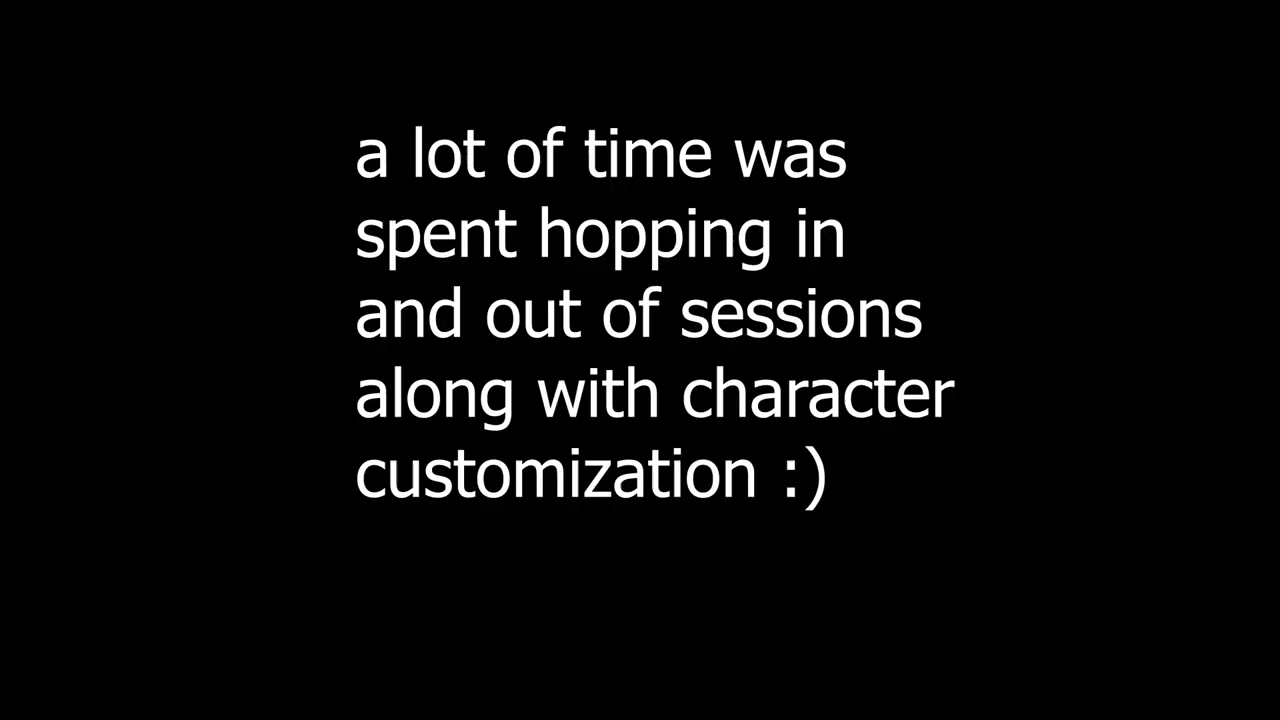 a lot of time was
spent hopping in
and out of sessions
along with character
customization :)